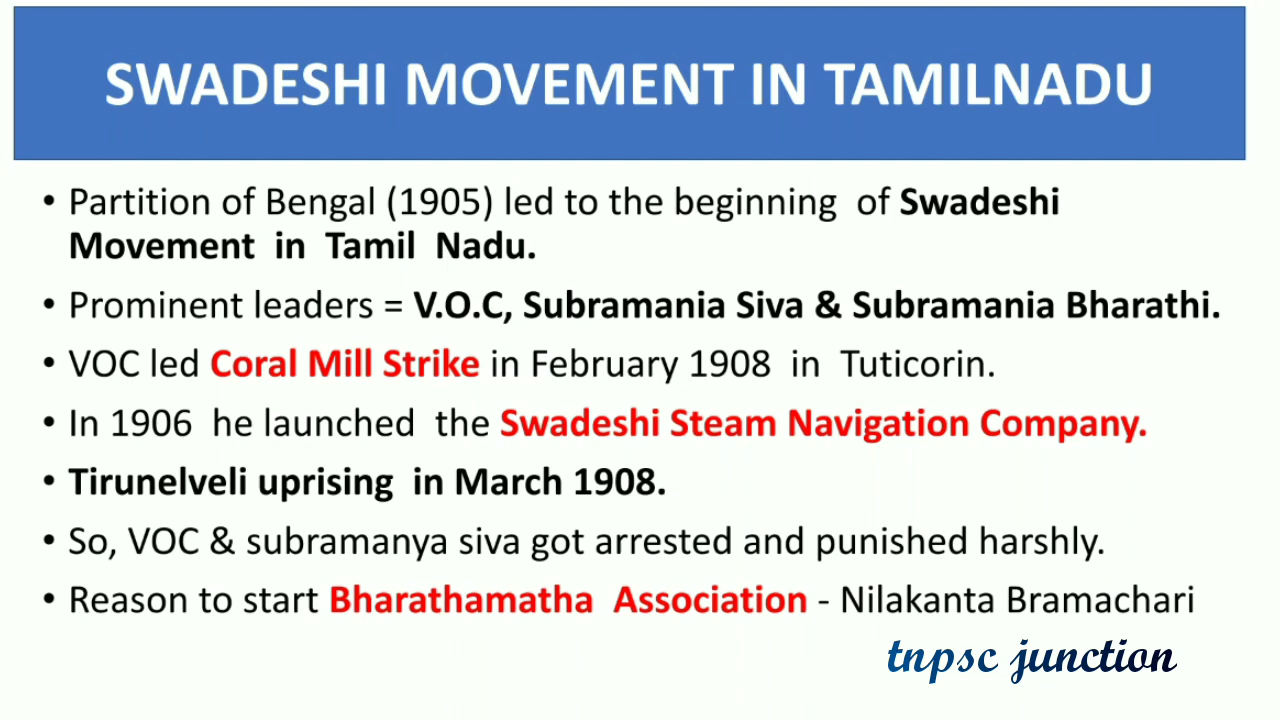 SWADESHI MOVEMENT IN TAMILNADU
• Partition of Bengal (1905) led to the beginning of Swadeshi
Movement in Tamil Nadu.
• Prominent leaders = V.O.C, Subramania Siva & Subramania Bharathi.
• VOC led Coral Mill Strike in February 1908 in Tuticorin.
• In 1906 he launched the Swadeshi Steam Navigation Company.
• Tirunelveli uprising in March 1908.
• So, VOC & subramanya siva got arrested and punished harshly.
• Reason to start Bharathamatha Association - Nilakanta Bramachari
tnpsc junction